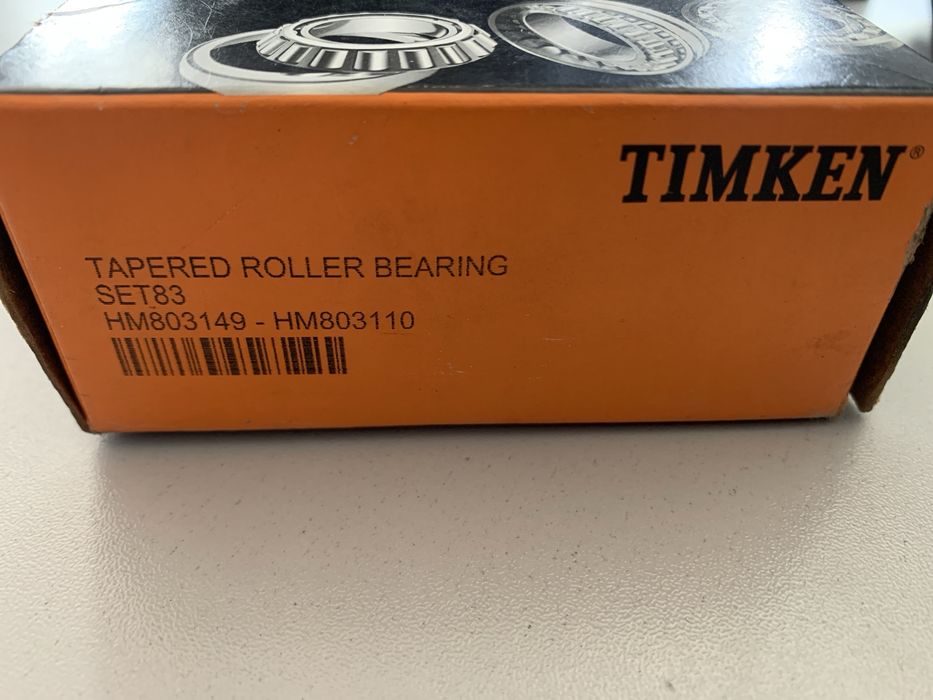 TIMKEN®
TAPERED ROLLER BEARING
SET83
HM803149 - HM803110